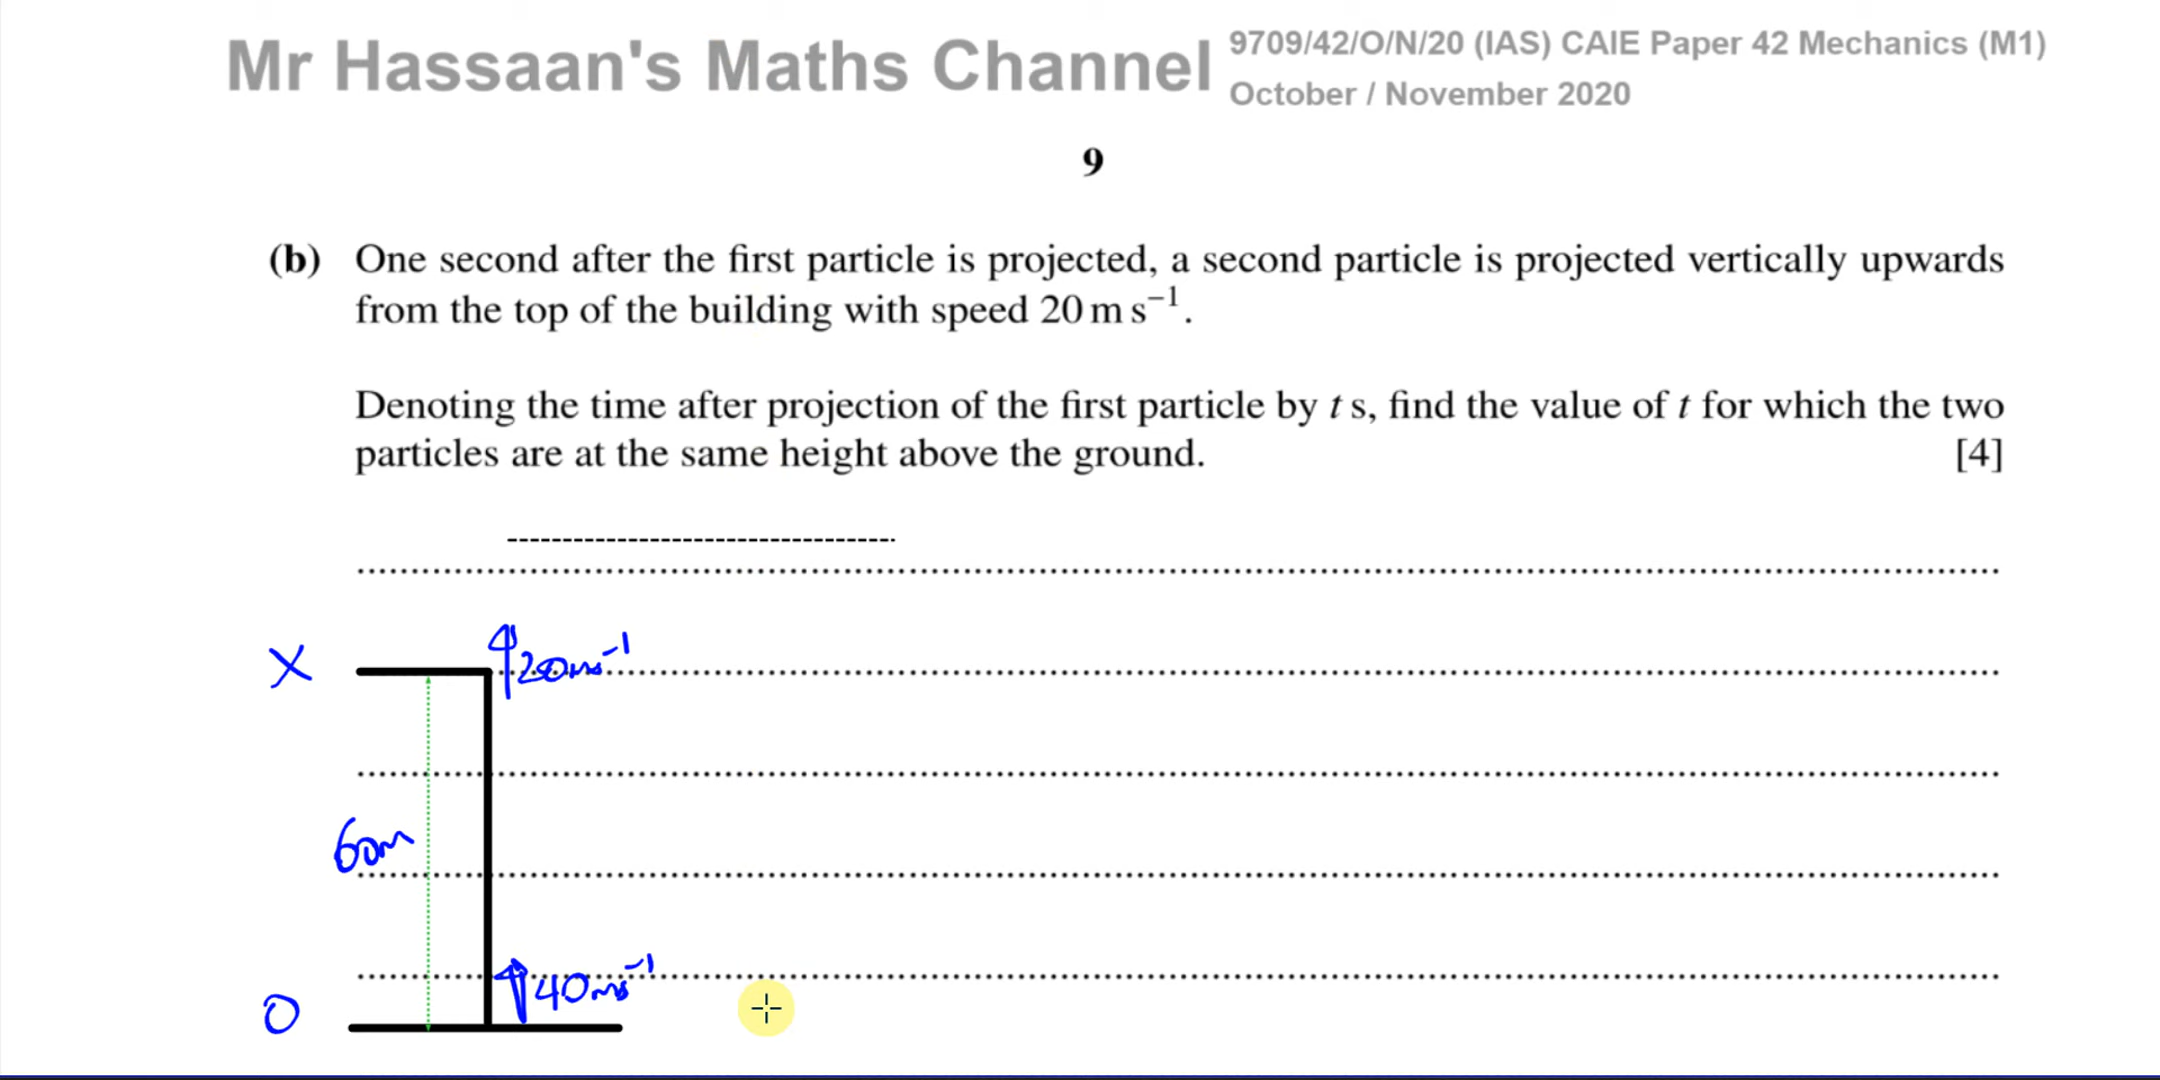 Mr Hassaan's Maths Channel
9709/42/O/N/20 (IAS) CAIE Paper 42 Mechanics (M1)
October / November 2020
9
(b) One second after the first particle is projected, a second particle is projected vertically upwards
from the top of the building with speed 20 m s⁻¹.
Denoting the time after projection of the first particle by t s, find the value of t for which the two
particles are at the same height above the ground. [4]
X
20ms⁻¹
60m
40ms⁻¹
O